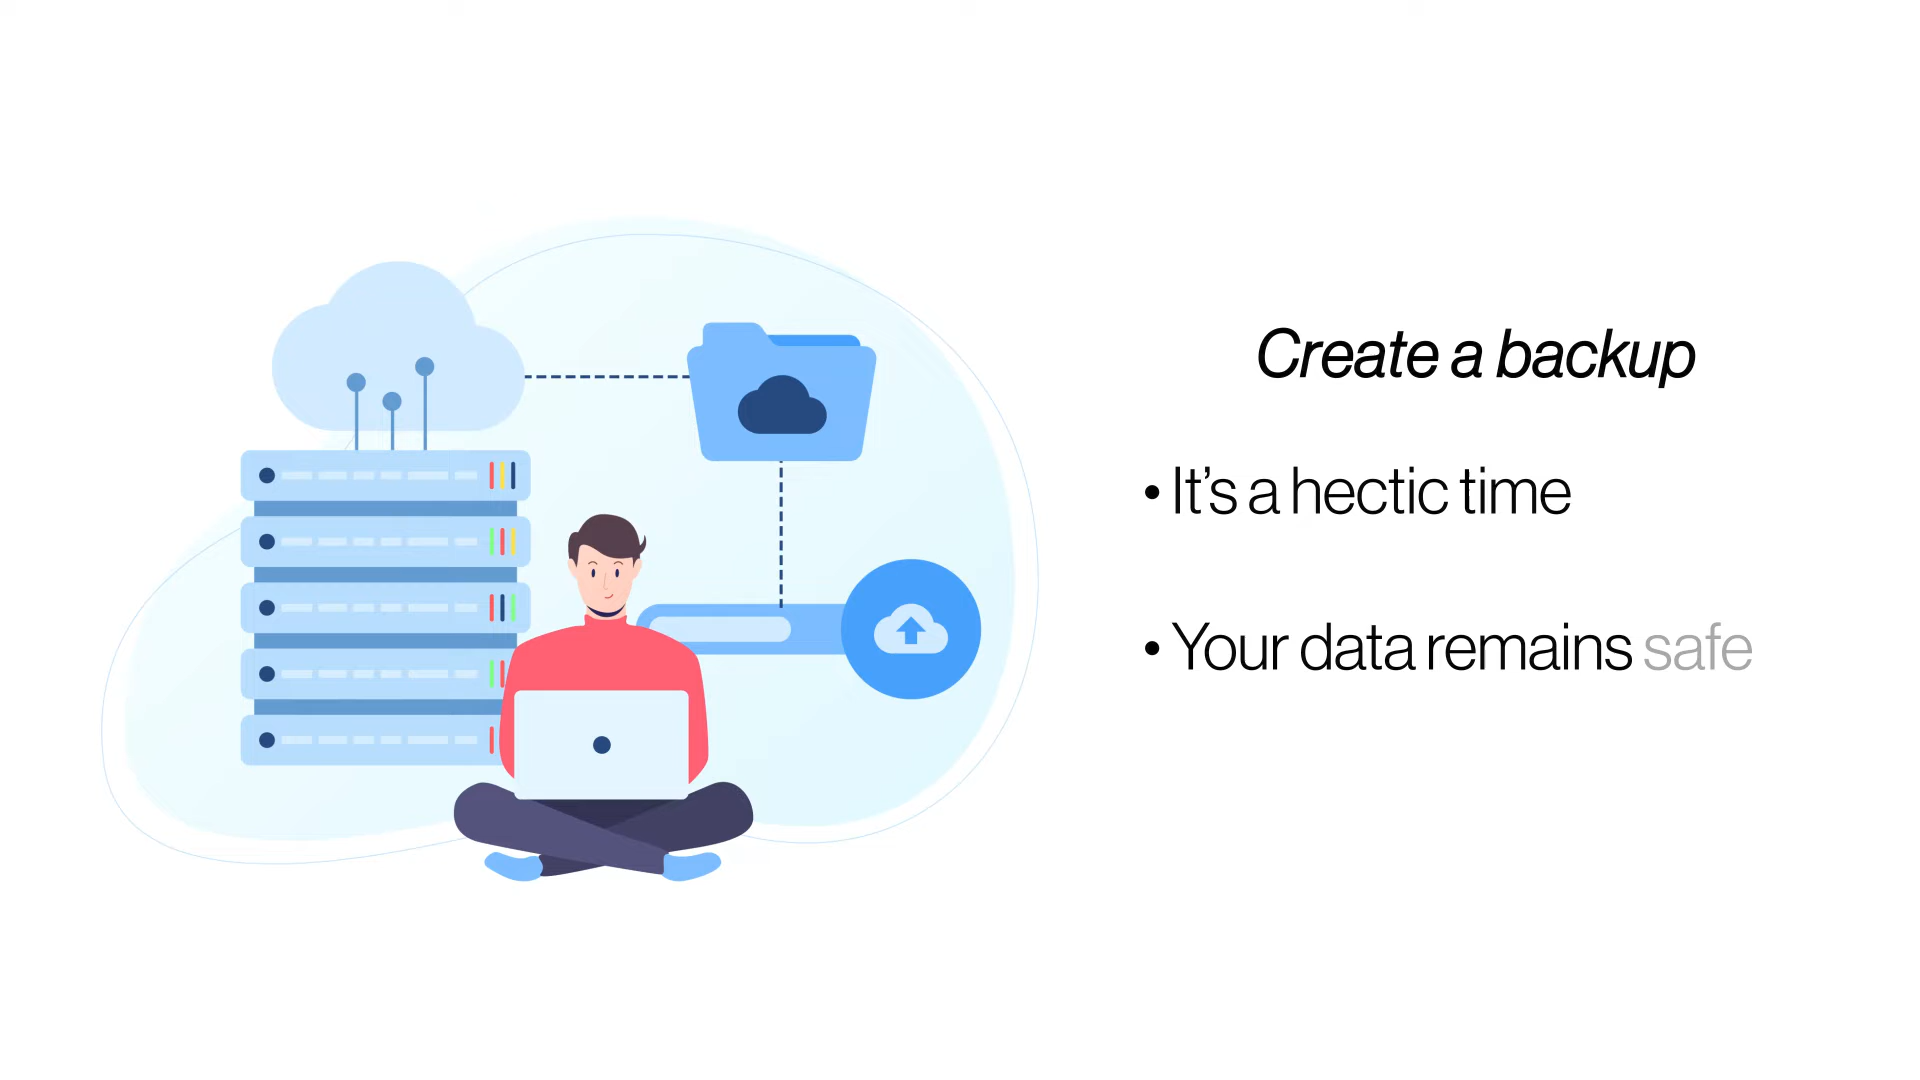 Create a backup
• It’s a hectic time
• Your data remains safe